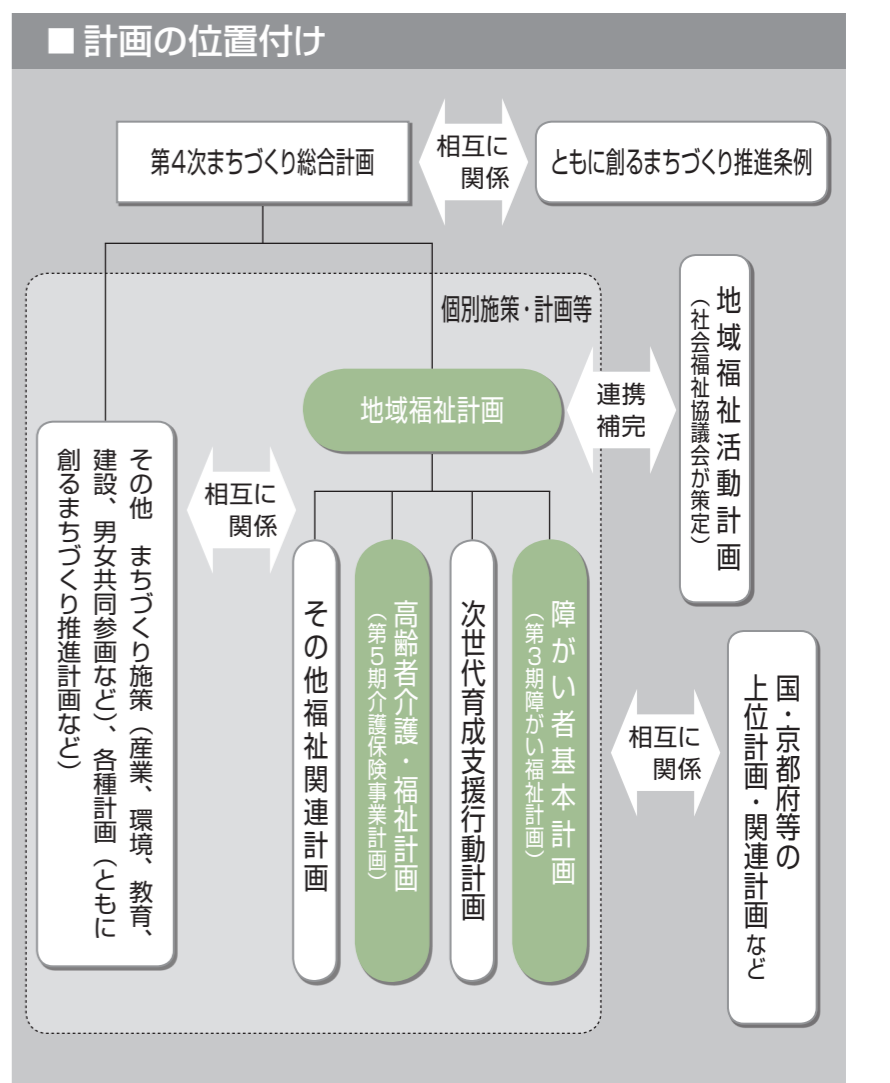 ■ 計画の位置付け
第4次まちづくり総合計画
相互に
関係
ともに創るまちづくり推進条例
個別施策・計画等
地域福祉計画
連携
補完
地域福祉活動計画
（社会福祉協議会が策定）
その他　まちづくり施策（産業、環境、教育、
建設、男女共同参画など）、各種計画（ともに
創るまちづくり推進計画など）
相互に
関係
その他福祉関連計画
高齢者介護・福祉計画
（第5期介護保険事業計画）
次世代育成支援行動計画
障がい者基本計画
（第3期障がい福祉計画）
相互に
関係
国・京都府等の
上位計画・関連計画など